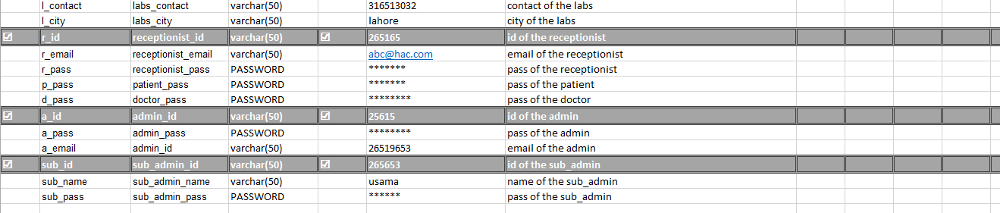 l_contact labs_contact varchar(50) 316513032 contact of the labs
l_city labs_city varchar(50) lahore city of the labs
r_id receptionist_id varchar(50) 265165 id of the receptionist
r_email receptionist_email varchar(50) abc@hac.com email of the receptionist
r_pass receptionist_pass PASSWORD ******* pass of the receptionist
p_pass patient_pass PASSWORD ******* pass of the patient
d_pass doctor_pass PASSWORD ******** pass of the doctor
a_id admin_id varchar(50) 25615 id of the admin
a_pass admin_pass PASSWORD ******** pass of the admin
a_email admin_id varchar(50) 26519653 email of the admin
sub_id sub_admin_id varchar(50) 265653 id of the sub_admin
sub_name sub_admin_name varchar(50) usama name of the sub_admin
sub_pass sub_admin_pass PASSWORD ****** pass of the sub_admin